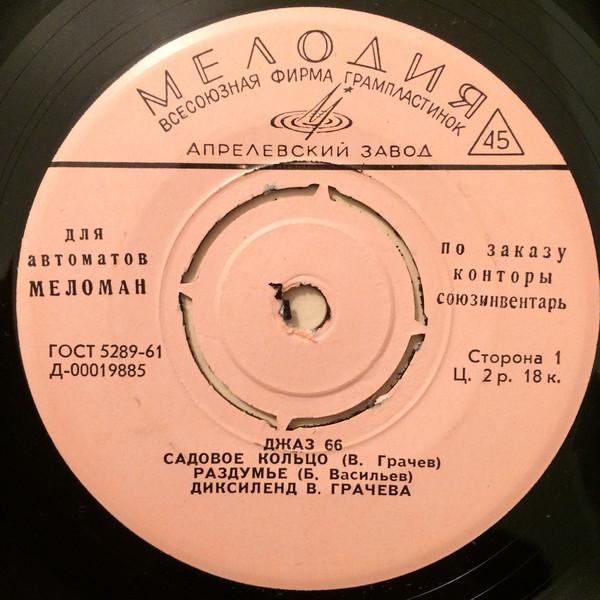 МЕЛОДИЯ
ВСЕСОЮЗНАЯ ФИРМА ГРАМПЛАСТИНОК
АПРЕЛЕВСКИЙ ЗАВОД
45
для
автоматов
МЕЛОМАН
по заказу
конторы
союзинвентарь
ГОСТ 5289-61
Д-00019885
Сторона 1
Ц. 2 р. 18 к.
ДЖАЗ 66
САДОВОЕ КОЛЬЦО (В. Грачев)
РАЗДУМЬЕ (Б. Васильев)
ДИКСИЛЕНД В. ГРАЧЕВА